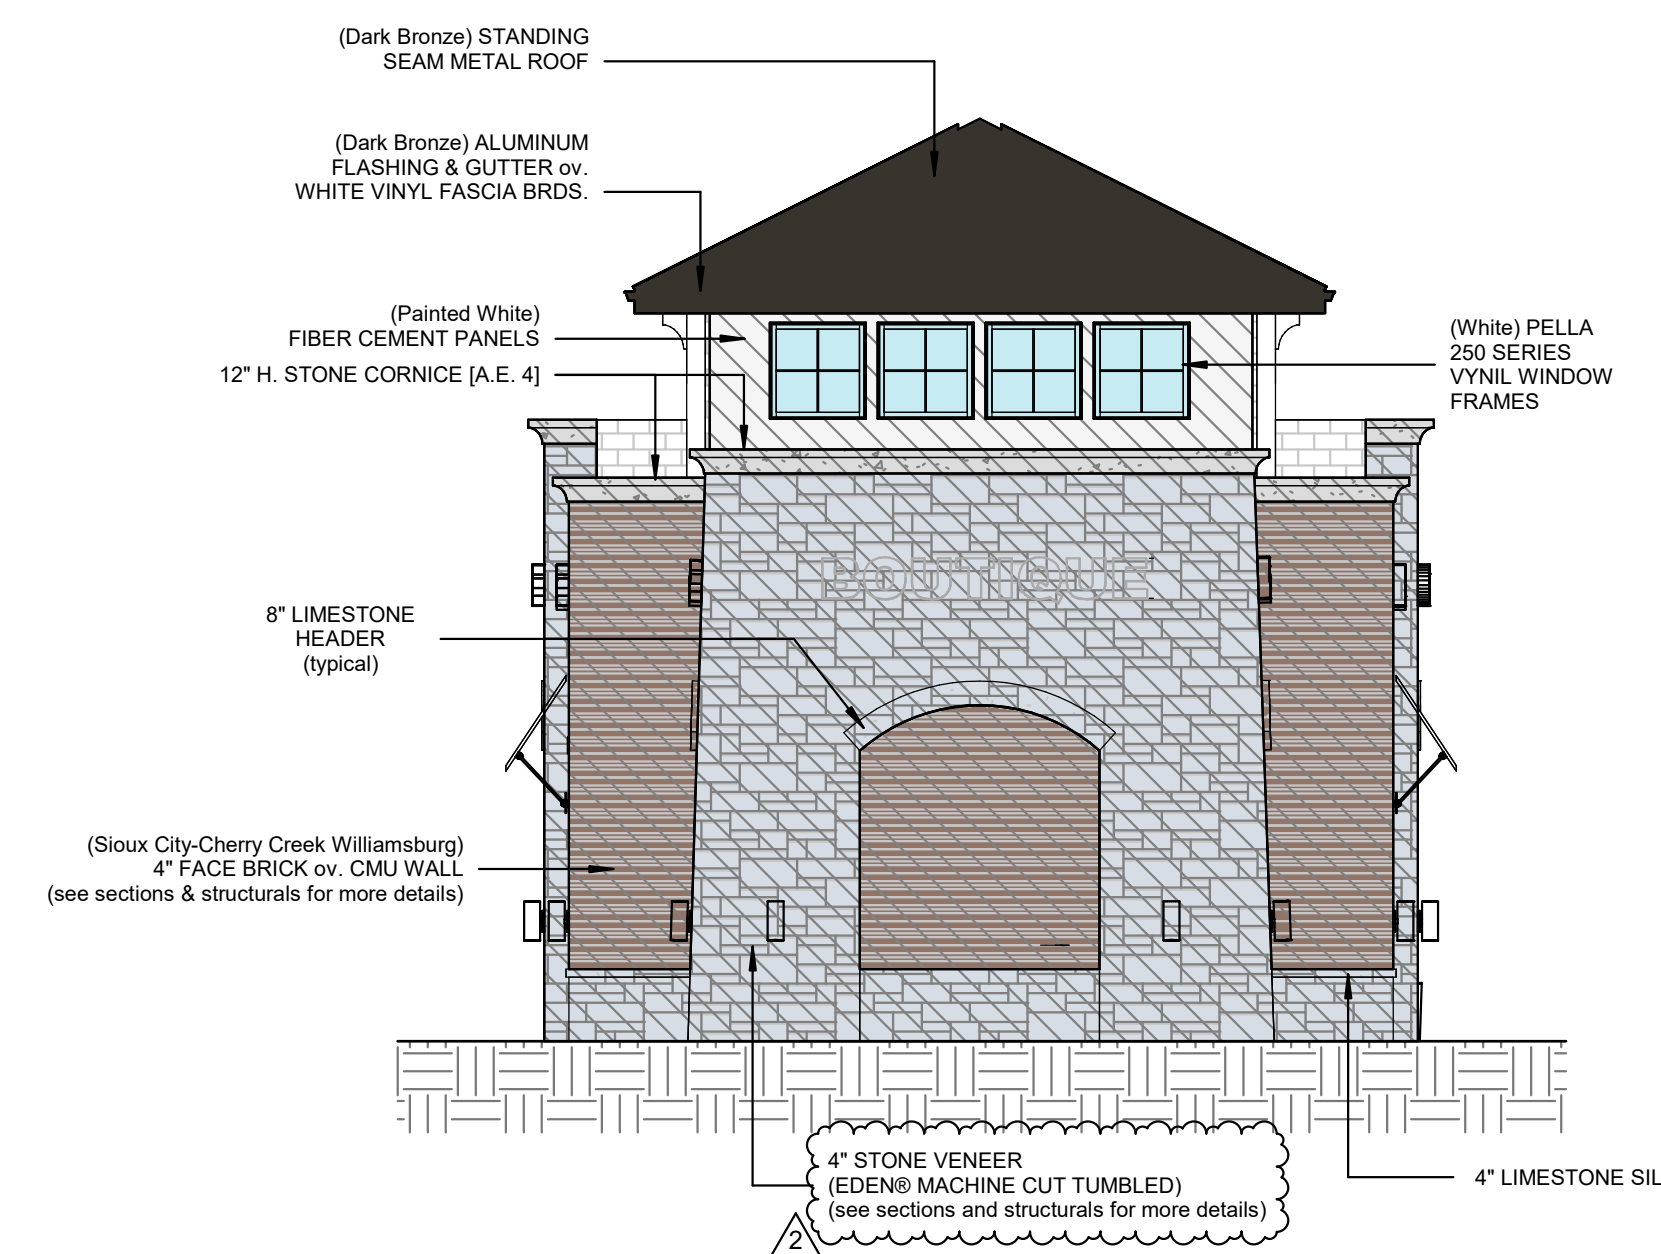 (Dark Bronze) STANDING
SEAM METAL ROOF
(Dark Bronze) ALUMINUM
FLASHING & GUTTER ov.
WHITE VINYL FASCIA BRDS.
(Painted White)
FIBER CEMENT PANELS
12" H. STONE CORNICE [A.E. 4]
(White) PELLA
250 SERIES
VYNIL WINDOW
FRAMES
BOUTIQUE
8" LIMESTONE
HEADER
(typical)
(Sioux City-Cherry Creek Williamsburg)
4" FACE BRICK ov. CMU WALL
(see sections & structurals for more details)
4" STONE VENEER
(EDEN® MACHINE CUT TUMBLED)
(see sections and structurals for more details)
2
4" LIMESTONE SIL